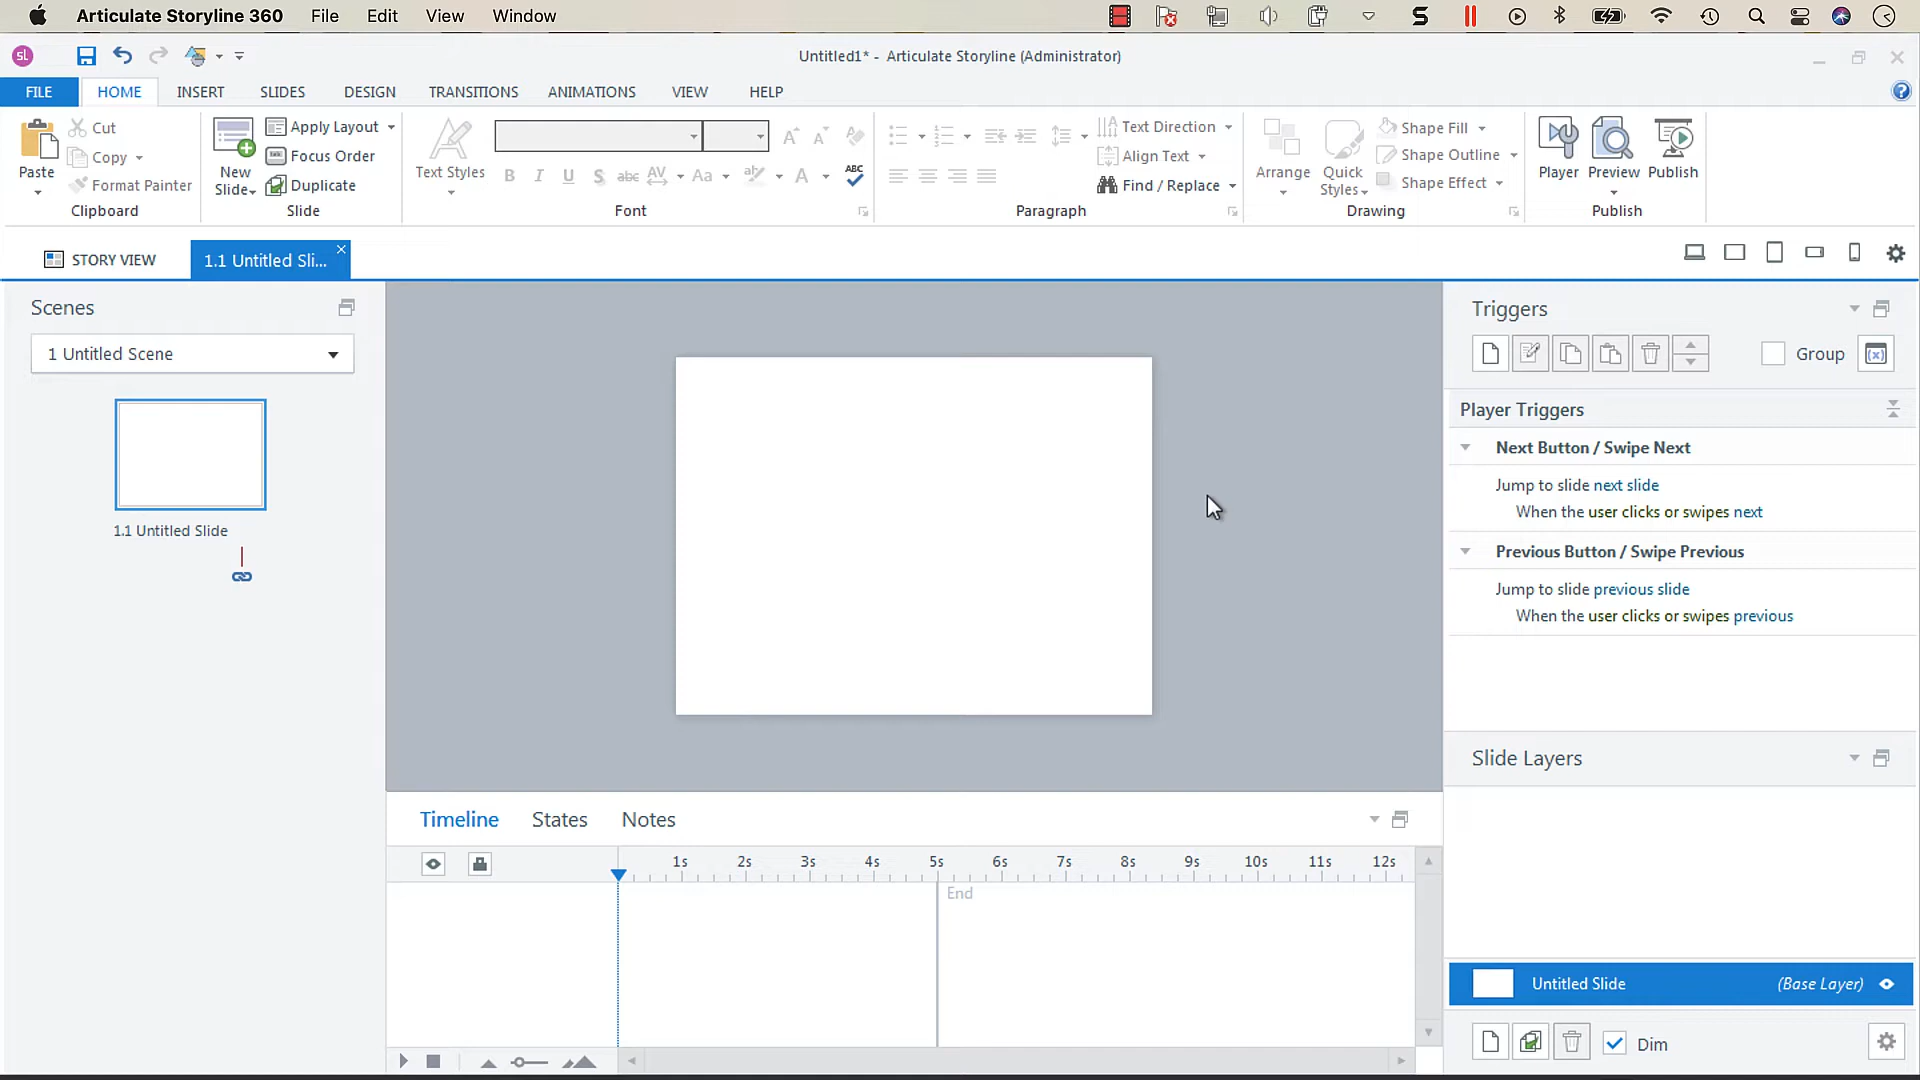 Articulate Storyline 360 File Edit View Window
SL
Untitled1* - Articulate Storyline (Administrator)
FILE HOME INSERT SLIDES DESIGN TRANSITIONS ANIMATIONS VIEW HELP
Paste
Cut
Copy
Format Painter
Clipboard
New Slide
Apply Layout
Focus Order
Duplicate
Slide
Text Styles
B I U S abc AV Aa A ABC
Font
Text Direction
Align Text
Find / Replace
Paragraph
Arrange
Quick Styles
Shape Fill
Shape Outline
Shape Effect
Drawing
Player
Preview
Publish
Publish
STORY VIEW
1.1 Untitled Sli...
Scenes
1 Untitled Scene
1.1 Untitled Slide
Triggers
Group
Player Triggers
Next Button / Swipe Next
Jump to slide next slide
When the user clicks or swipes next
Previous Button / Swipe Previous
Jump to slide previous slide
When the user clicks or swipes previous
Slide Layers
Untitled Slide (Base Layer)
Dim
Timeline States Notes
1s 2s 3s 4s 5s 6s 7s 8s 9s 10s 11s 12s
End